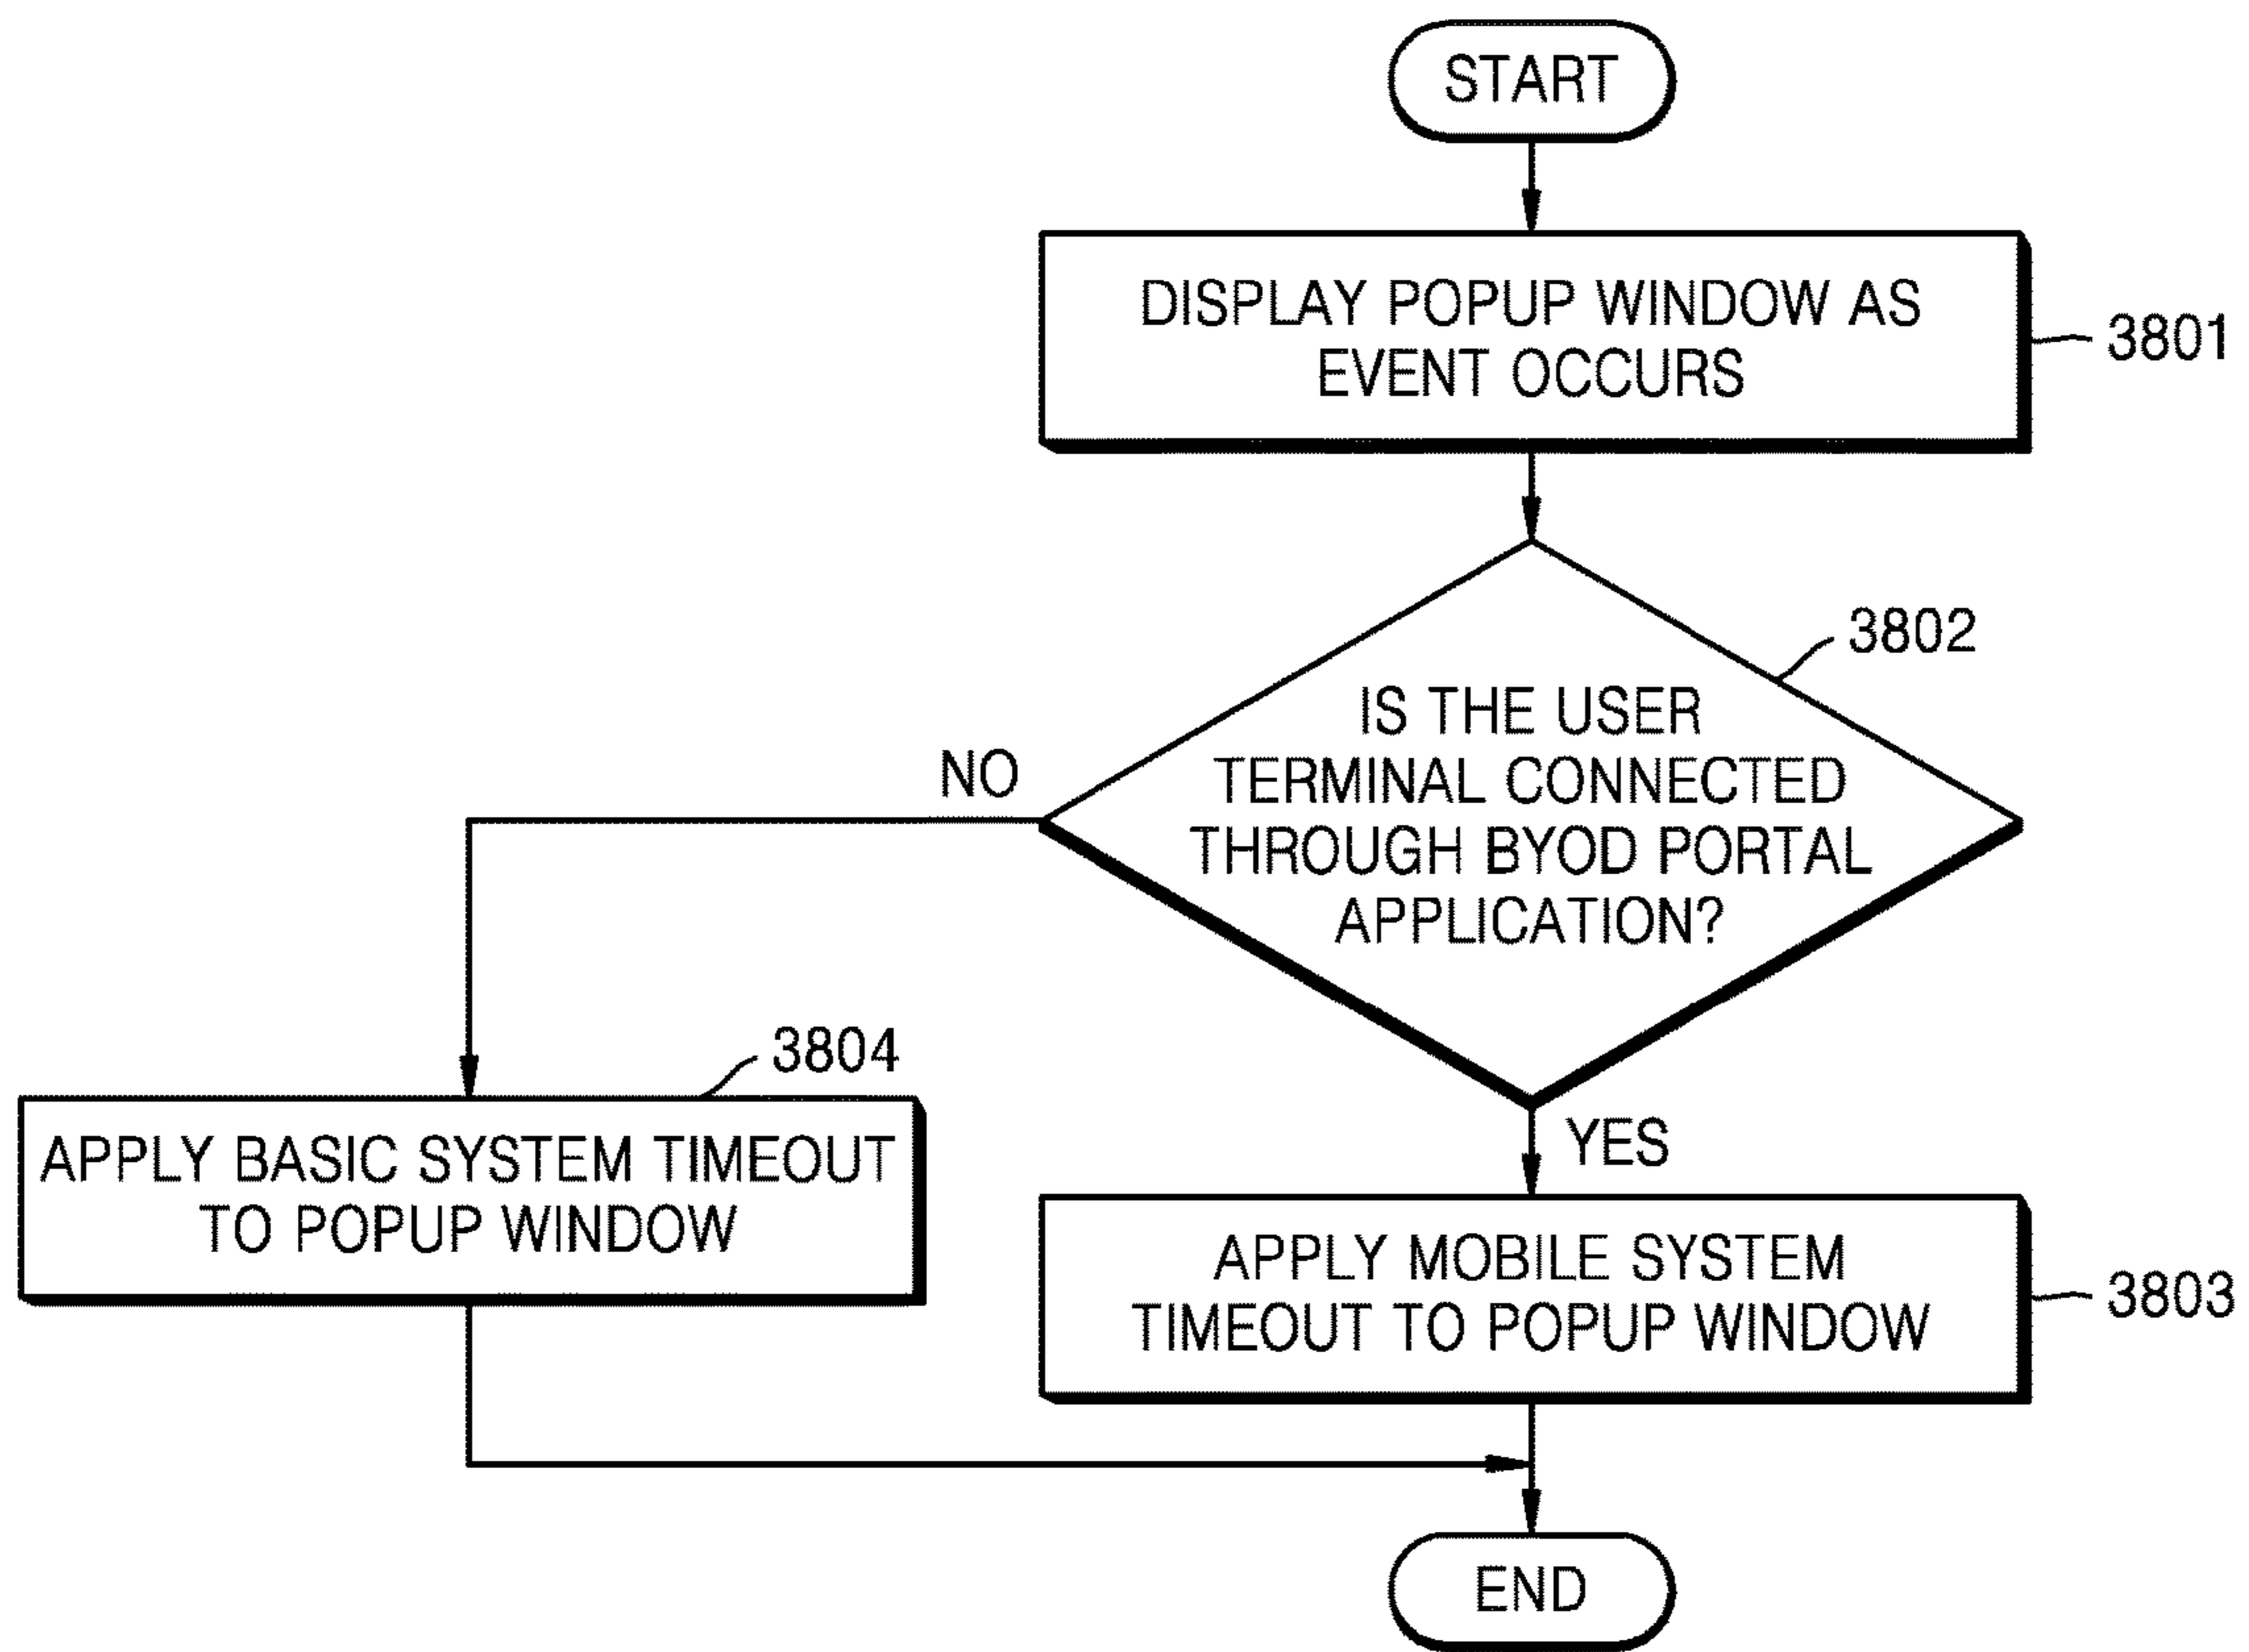 START
DISPLAY POPUP WINDOW AS
EVENT OCCURS
3801
3802
IS THE USER
TERMINAL CONNECTED
THROUGH BYOD PORTAL
APPLICATION?
NO
YES
3804
APPLY BASIC SYSTEM TIMEOUT
TO POPUP WINDOW
APPLY MOBILE SYSTEM
TIMEOUT TO POPUP WINDOW
3803
END